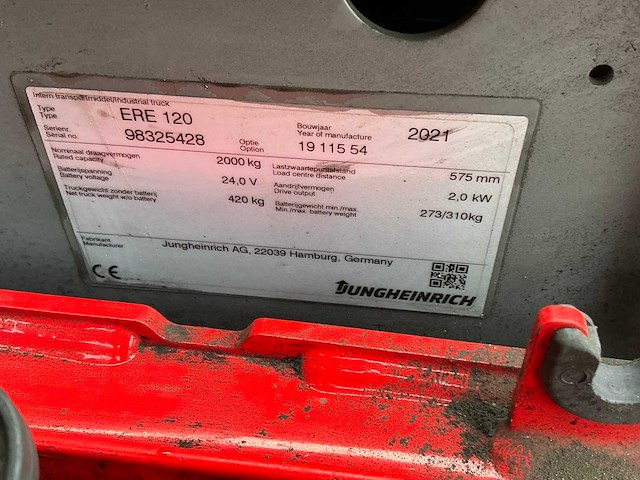 Intern transportmiddel/Industrial truck
Type
Type ERE 120
Serienr.
Serial no. 98325428
Optie
Option 19 115 54
Bouwjaar
Year of manufacture 2021
Nominaal draagvermogen
Rated capacity 2000 kg
Lastzwaartepuntafstand
Load centre distance 575 mm
Batterijspanning
Battery voltage 24,0 V
Aandrijfvermogen
Drive output 2,0 kW
Truckgewicht zonder batterij
Net truck weight w/o battery 420 kg
Batterijgewicht min./max.
Min./max. battery weight 273/310kg
Fabrikant
Manufacturer Jungheinrich AG, 22039 Hamburg, Germany
CE
JUNGHEINRICH